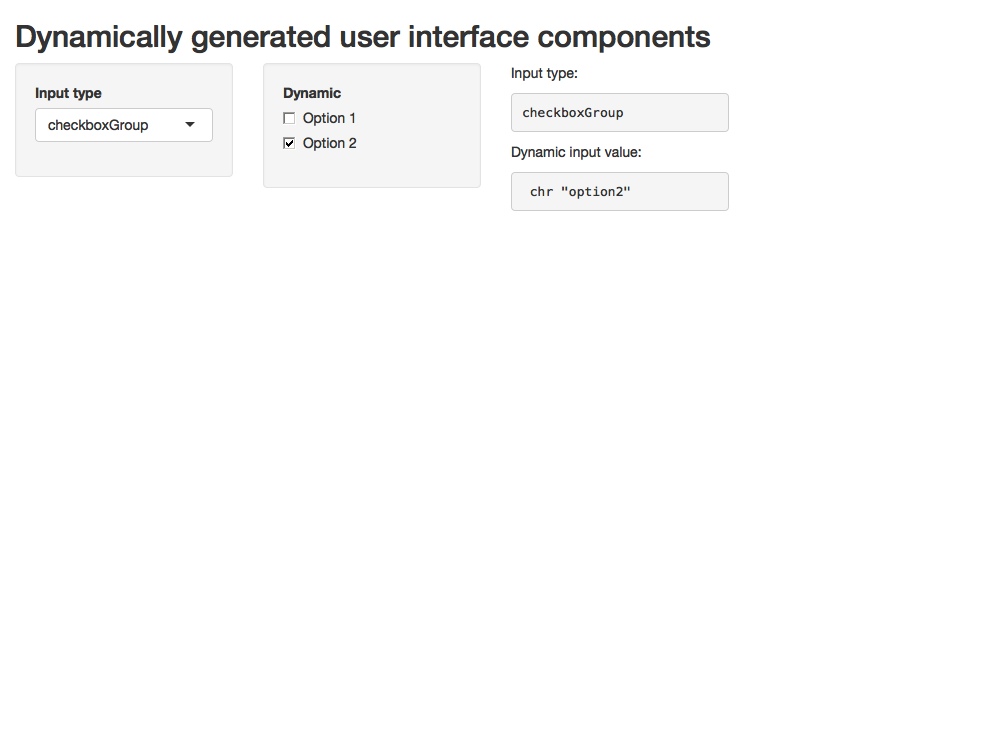 Dynamically generated user interface components
Input type
checkboxGroup
Dynamic
Option 1
Option 2
Input type:
checkboxGroup
Dynamic input value:
chr "option2"